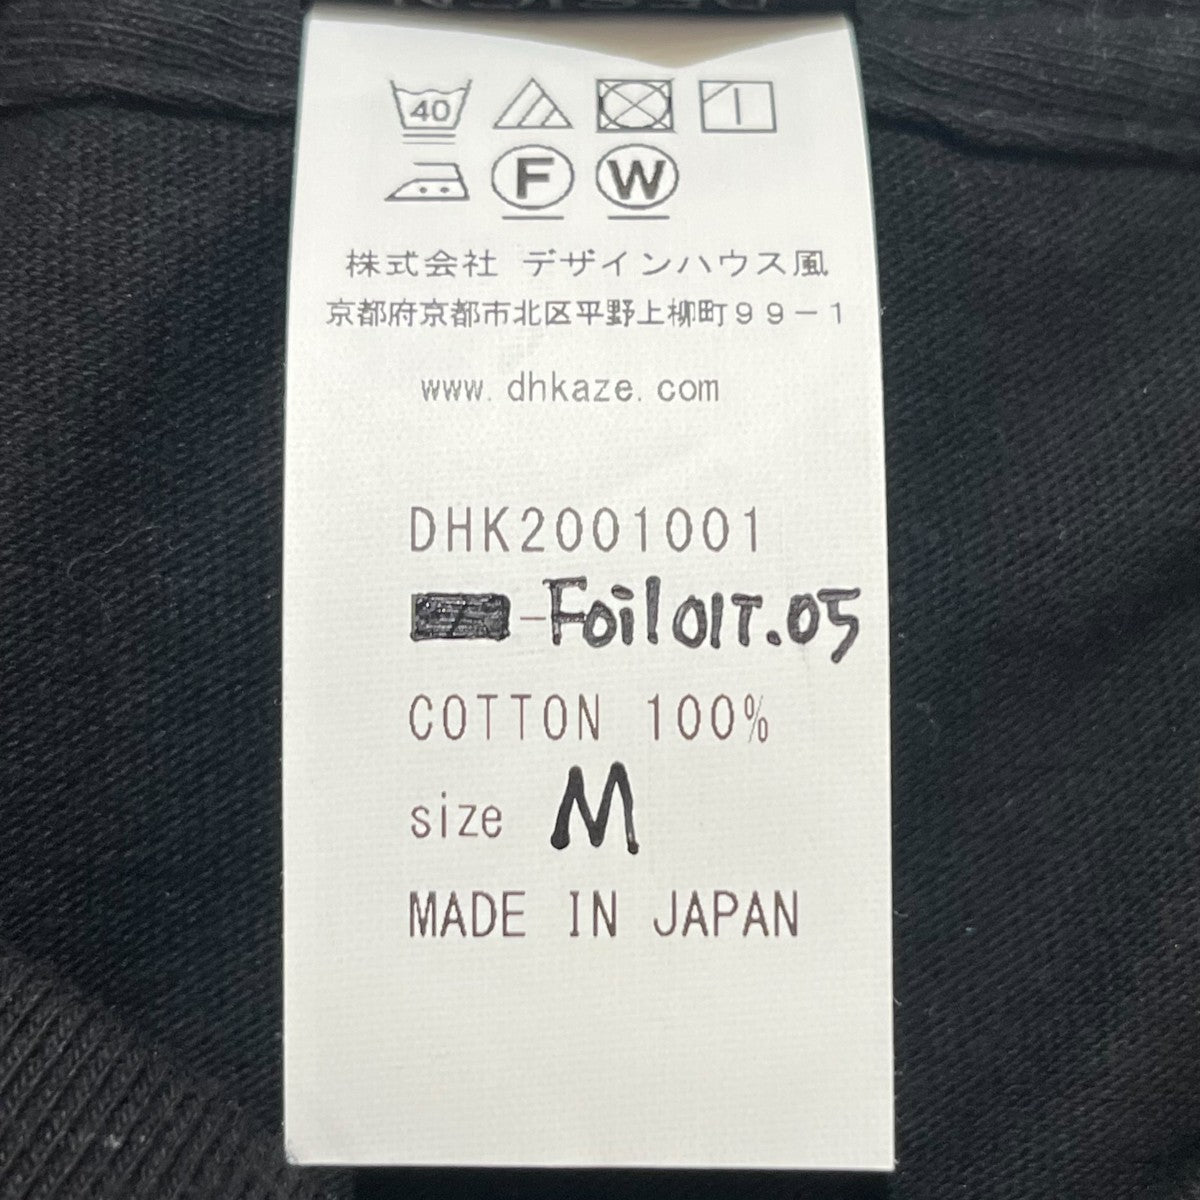 40
F W
株式会社 デザインハウス風
京都府京都市北区平野上柳町99-1
www.dhkaze.com
DHK2001001
-Foil01T.05
COTTON 100%
size M
MADE IN JAPAN